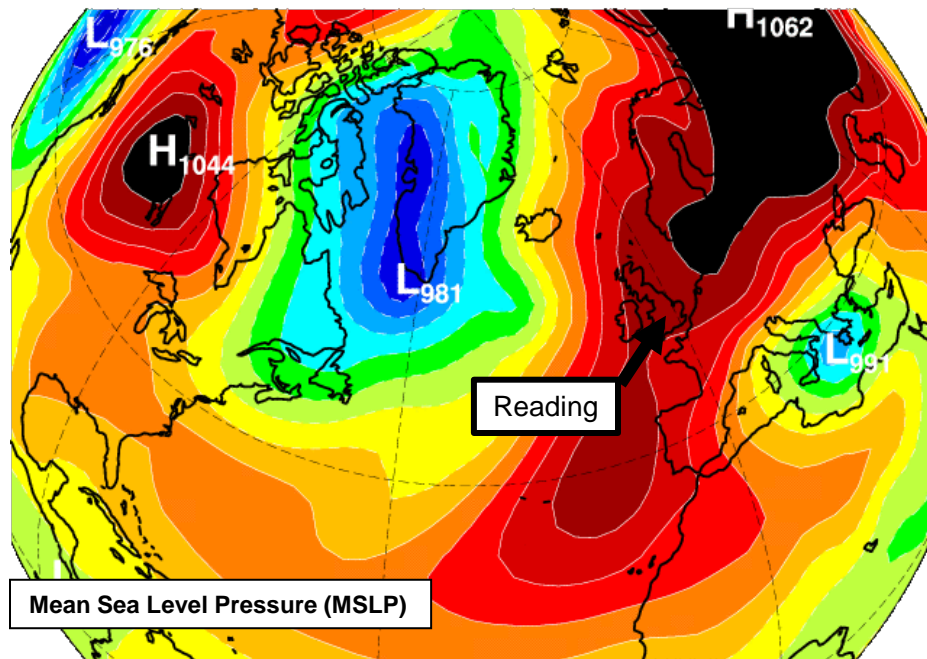 H1062
L976
H1044
L981
L991
Reading
Mean Sea Level Pressure (MSLP)